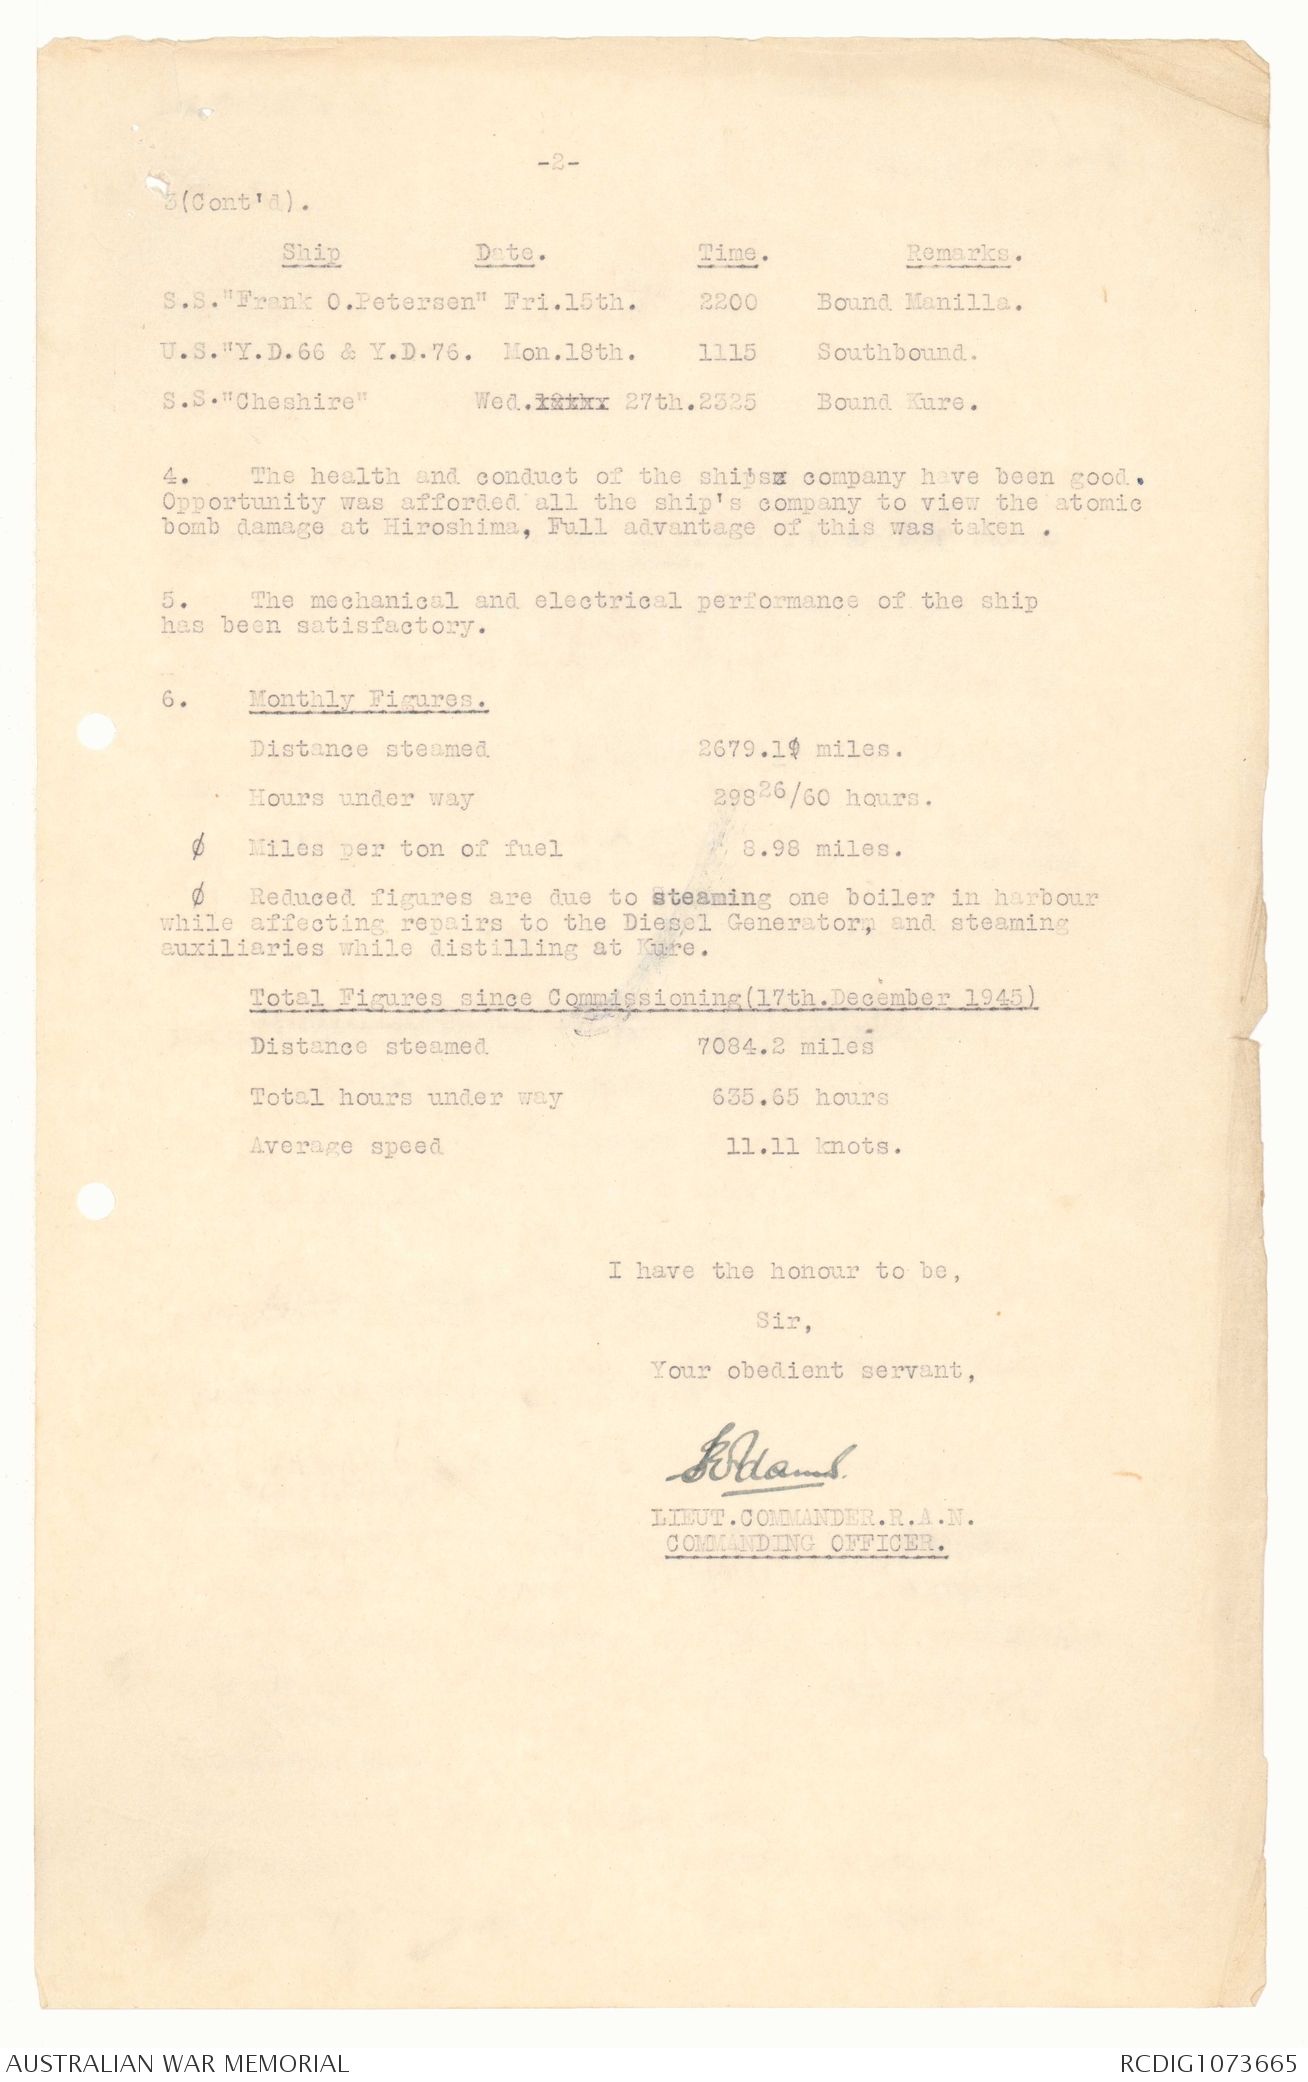 -2-
3(Cont'd).
Ship Date. Time. Remarks.
S.S."Frank O.Petersen" Fri.15th. 2200 Bound Manilla.
U.S."Y.D.66 & Y.D.76. Mon.18th. 1115 Southbound.
S.S."Cheshire" Wed. 27th.2325 Bound Kure.
4. The health and conduct of the ship's company have been good.
Opportunity was afforded all the ship's company to view the atomic
bomb damage at Hiroshima, Full advantage of this was taken .
5. The mechanical and electrical performance of the ship
has been satisfactory.
6. Monthly Figures.
Distance steamed 2679.1ϕ miles.
Hours under way 298 26/60 hours.
ϕ Miles per ton of fuel 8.98 miles.
ϕ Reduced figures are due to steaming one boiler in harbour
while affecting repairs to the Diesel Generator, and steaming
auxiliaries while distilling at Kure.
Total Figures since Commissioning(17th.December 1945)
Distance steamed 7084.2 miles
Total hours under way 635.65 hours
Average speed 11.11 knots.
I have the honour to be,
Sir,
Your obedient servant,
Adams.
LIEUT.COMMANDER.R.A.N.
COMMANDING OFFICER.
AUSTRALIAN WAR MEMORIAL RCDIG1073665